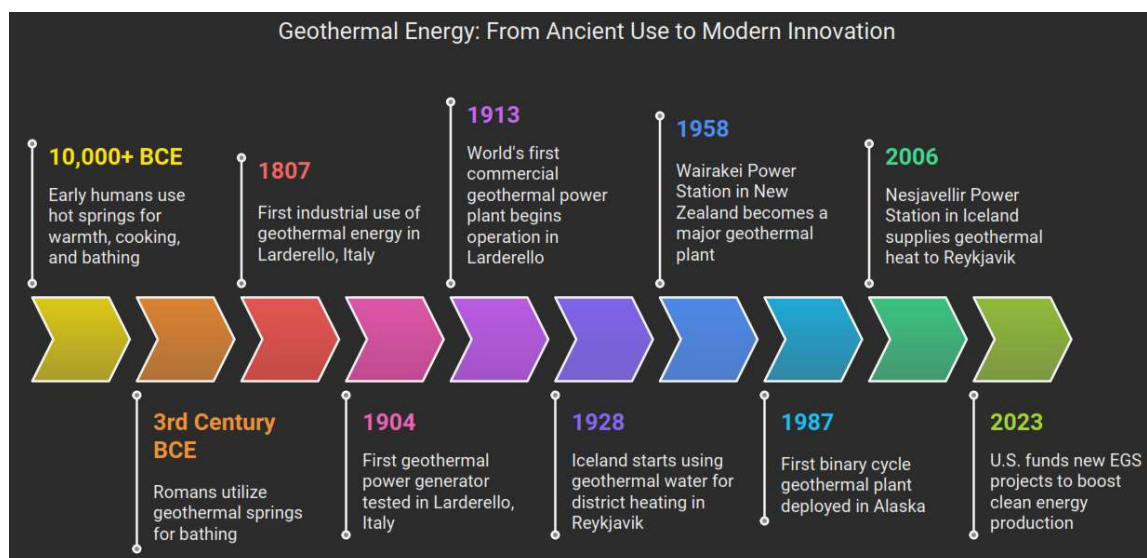 Geothermal Energy: From Ancient Use to Modern Innovation
10,000+ BCE
Early humans use
hot springs for
warmth, cooking,
and bathing
3rd Century
BCE
Romans utilize
geothermal springs
for bathing
1807
First industrial use of
geothermal energy in
Larderello, Italy
1904
First geothermal
power generator
tested in Larderello,
Italy
1913
World's first
commercial
geothermal power
plant begins
operation in
Larderello
1928
Iceland starts using
geothermal water for
district heating in
Reykjavik
1958
Wairakei Power
Station in New
Zealand becomes a
major geothermal
plant
1987
First binary cycle
geothermal plant
deployed in Alaska
2006
Nesjavellir Power
Station in Iceland
supplies geothermal
heat to Reykjavik
2023
U.S. funds new EGS
projects to boost
clean energy
production